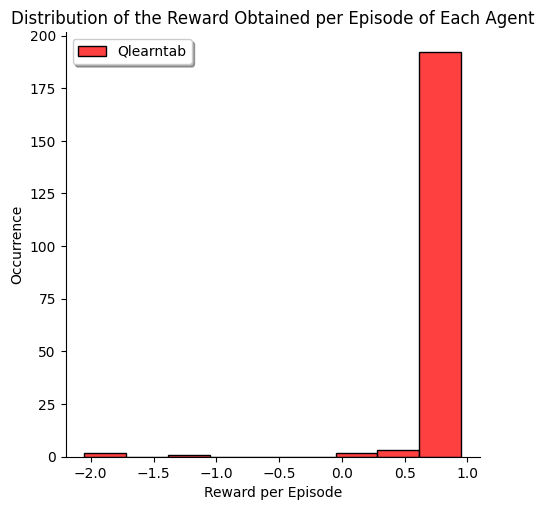 Distribution of the Reward Obtained per Episode of Each Agent
Qlearntab
Occurrence
200
175
150
125
100
75
50
25
0
−2.0 −1.5 −1.0 −0.5 0.0 0.5 1.0
Reward per Episode